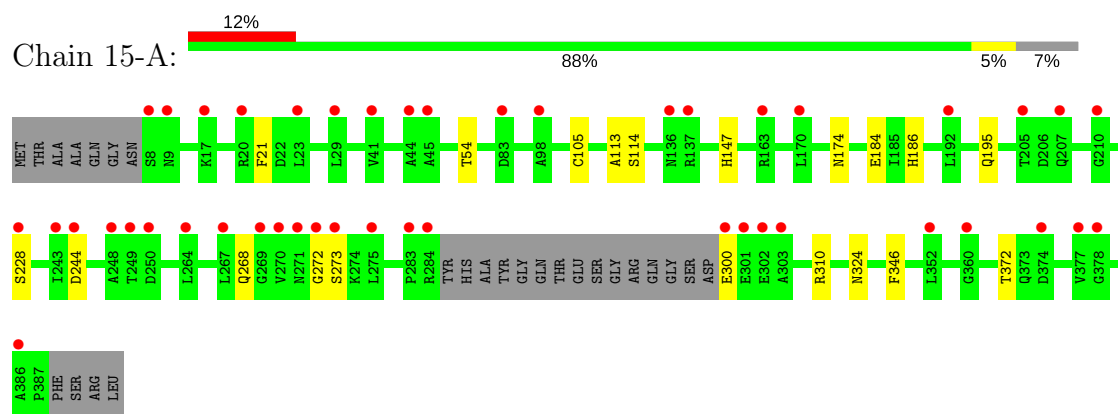 12%
Chain 15-A:
88% 5% 7%
MET THR ALA ALA GLN GLY ASN S8 N9 K17 R20 F21 D22 L23 L29 V41 A44 A45 T54 D83 A98 C105 A113 S114 N136 R137 H147 R163 L170 N174 E184 I185 H186 L192 Q195 T205 D206 Q207 G210
S228 I243 D244 A248 T249 D250 L264 L267 Q268 G269 V270 N271 G272 S273 K274 L275 P283 R284 TYR HIS ALA TYR GLY GLN THR GLU SER GLY ARG GLN GLY SER ASP E300 E301 E302 A303 R310 N324 F346 L352 G360 T372 Q373 D374 V377 G378
A386 P387 PHE SER ARG LEU